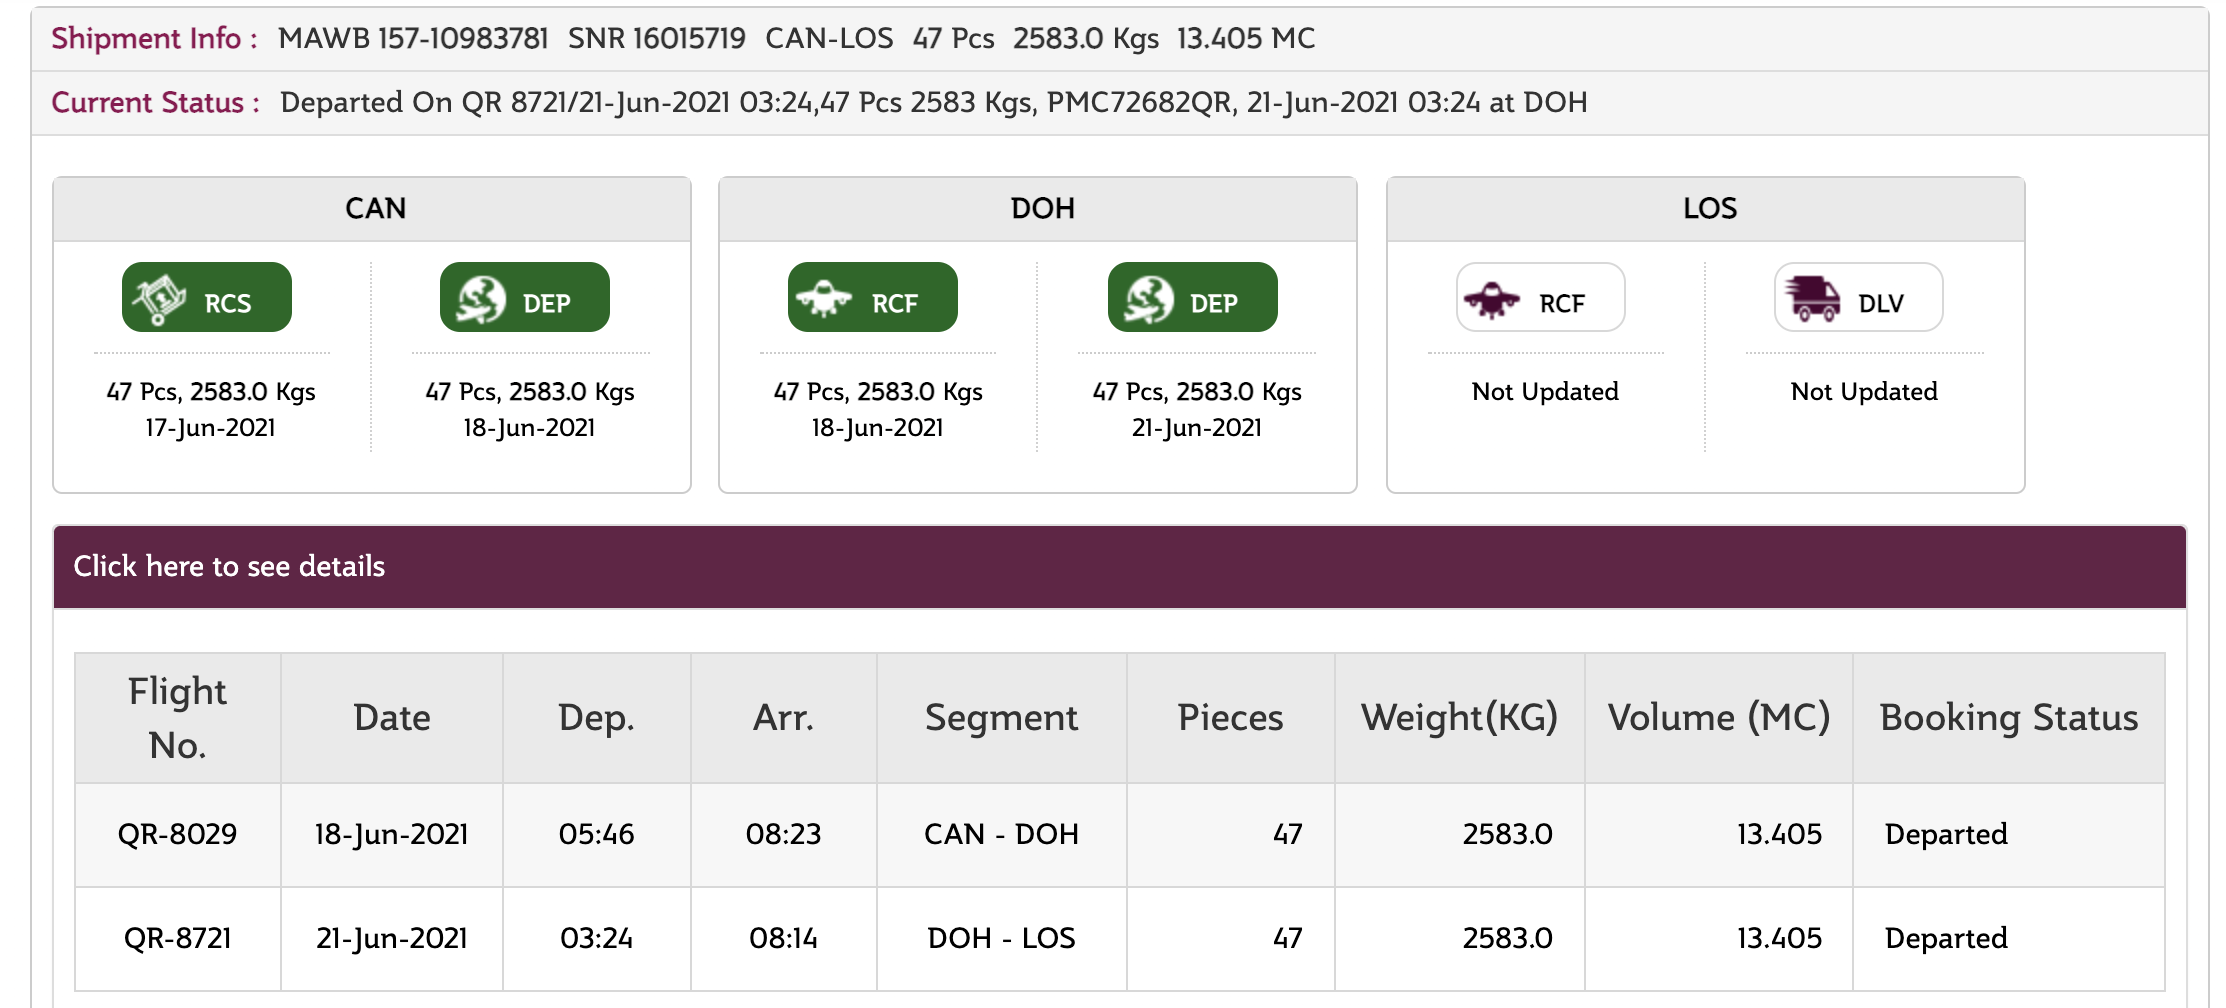 Shipment Info : MAWB 157-10983781 SNR 16015719 CAN-LOS 47 Pcs 2583.0 Kgs 13.405 MC
Current Status : Departed On QR 8721/21-Jun-2021 03:24,47 Pcs 2583 Kgs, PMC72682QR, 21-Jun-2021 03:24 at DOH
CAN
RCS
DEP
47 Pcs, 2583.0 Kgs
17-Jun-2021
47 Pcs, 2583.0 Kgs
18-Jun-2021
DOH
RCF
DEP
47 Pcs, 2583.0 Kgs
18-Jun-2021
47 Pcs, 2583.0 Kgs
21-Jun-2021
LOS
RCF
DLV
Not Updated
Not Updated
Click here to see details
Flight No. Date Dep. Arr. Segment Pieces Weight(KG) Volume (MC) Booking Status
QR-8029 18-Jun-2021 05:46 08:23 CAN - DOH 47 2583.0 13.405 Departed
QR-8721 21-Jun-2021 03:24 08:14 DOH - LOS 47 2583.0 13.405 Departed